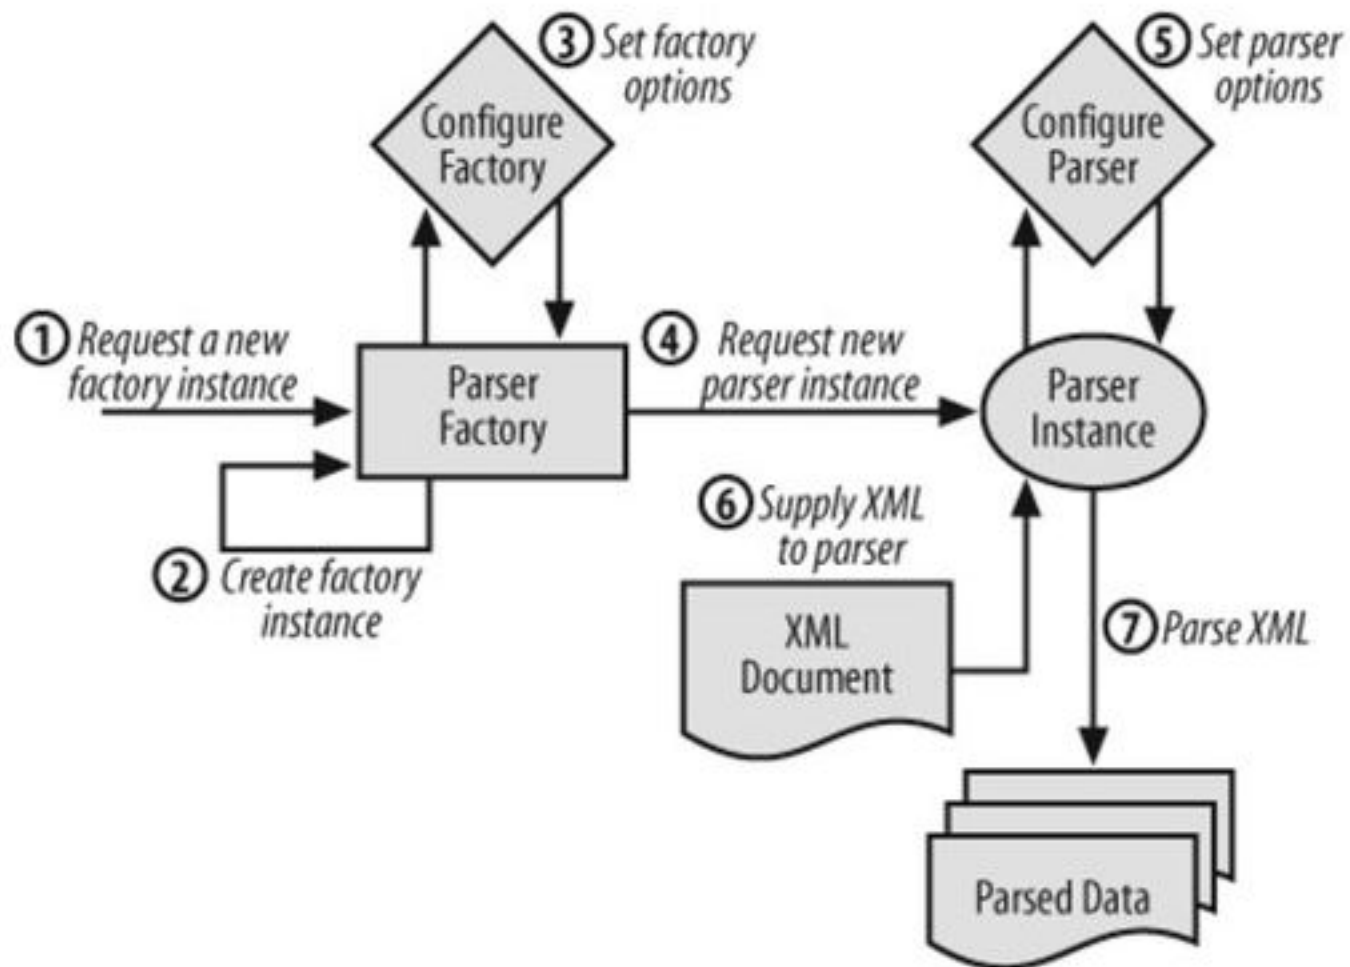 3 Set factory
options
Configure
Factory
5 Set parser
options
Configure
Parser
1 Request a new
factory instance
Parser
Factory
4 Request new
parser instance
Parser
Instance
2 Create factory
instance
6 Supply XML
to parser
XML
Document
7 Parse XML
Parsed Data